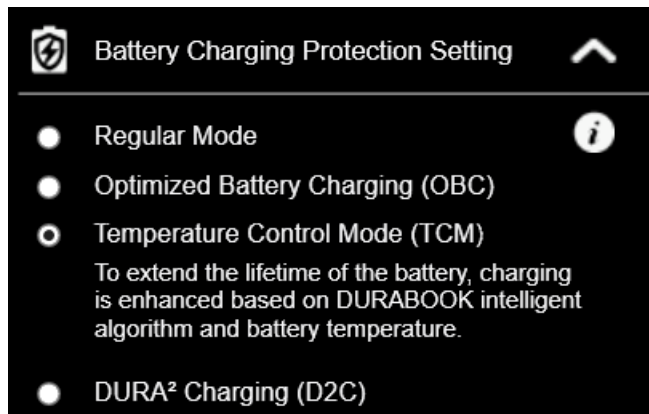 Battery Charging Protection Setting
Regular Mode
i
Optimized Battery Charging (OBC)
Temperature Control Mode (TCM)
To extend the lifetime of the battery, charging
is enhanced based on DURABOOK intelligent
algorithm and battery temperature.
DURA² Charging (D2C)